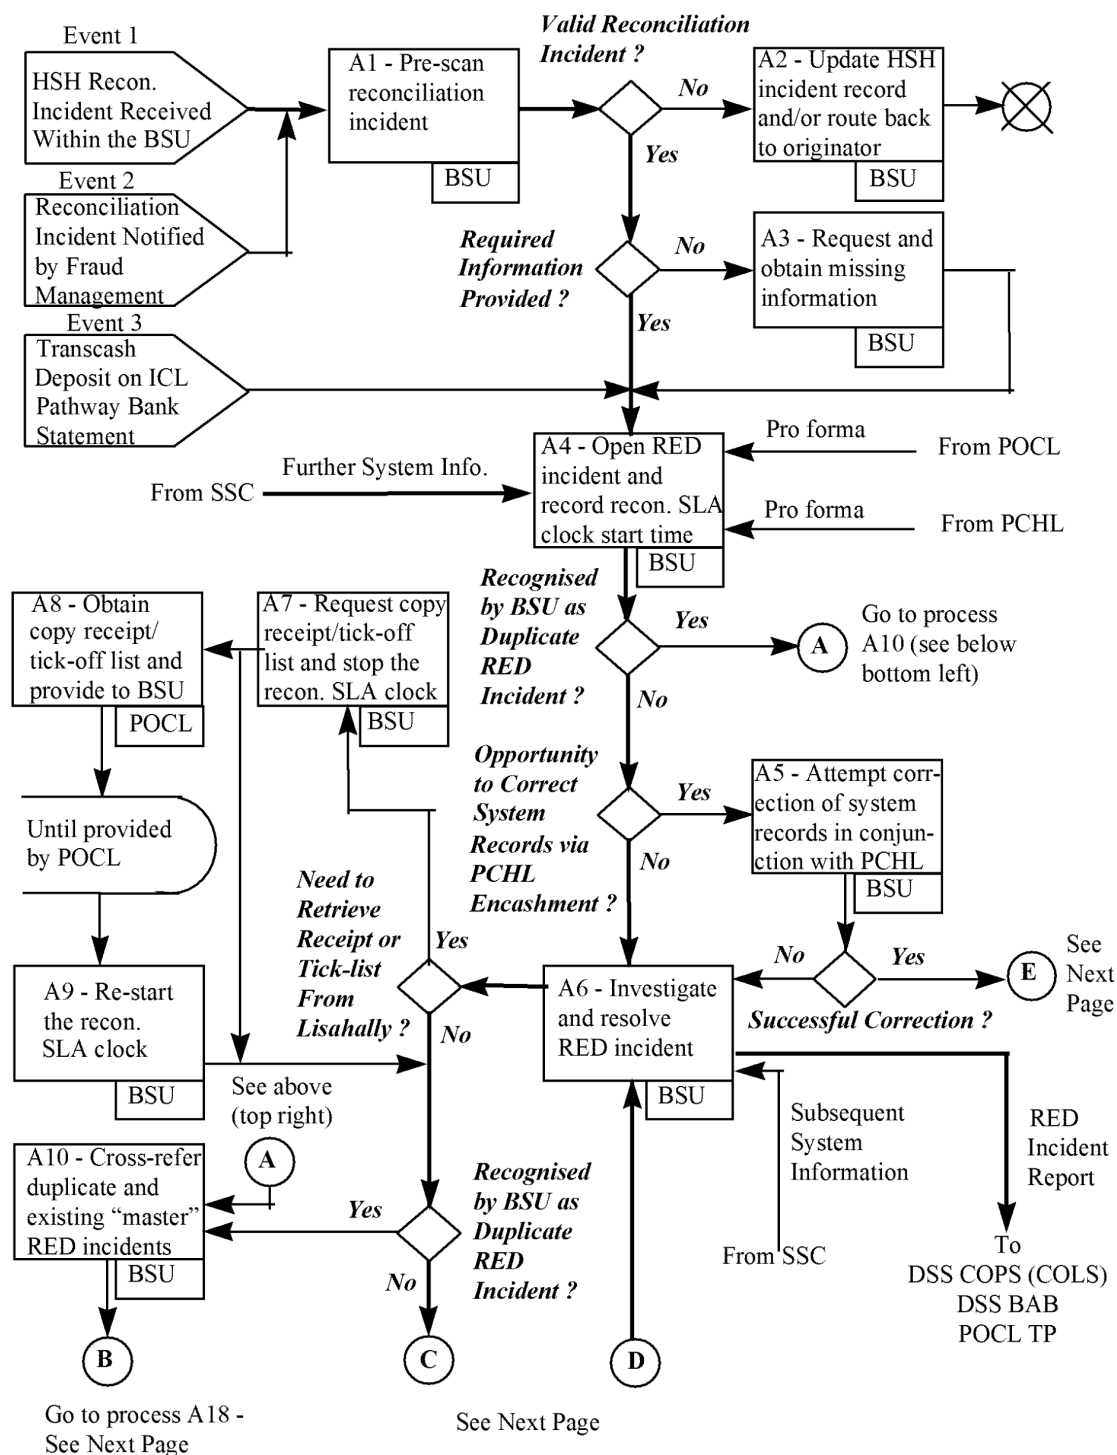 Event 1
HSH Recon.
Incident Received
Within the BSU
Event 2
Reconciliation
Incident Notified
by Fraud
Management
Event 3
Transcash
Deposit on ICL
Pathway Bank
Statement
A1 - Pre-scan
reconciliation
incident
BSU
Valid Reconciliation
Incident ?
No
Yes
A2 - Update HSH
incident record
and/or route back
to originator
BSU
Required
Information
Provided ?
No
Yes
A3 - Request and
obtain missing
information
BSU
A4 - Open RED
incident and
record recon. SLA
clock start time
BSU
Further System Info.
From SSC
Pro forma
From POCL
Pro forma
From PCHL
Recognised
by BSU as
Duplicate
RED
Incident ?
Yes
No
A
Go to process
A10 (see below
bottom left)
A8 - Obtain
copy receipt/
tick-off list and
provide to BSU
POCL
A7 - Request copy
receipt/tick-off
list and stop the
recon. SLA clock
BSU
Until provided
by POCL
Opportunity
to Correct
System
Records via
PCHL
Encashment ?
Yes
No
A5 - Attempt corr-
ection of system
records in conjun-
ction with PCHL
BSU
No
Yes
Successful Correction ?
E
See
Next
Page
Need to
Retrieve
Receipt or
Tick-list
From
Lisahally ?
Yes
No
A6 - Investigate
and resolve
RED incident
BSU
A9 - Re-start
the recon.
SLA clock
BSU
See above
(top right)
A
A10 - Cross-refer
duplicate and
existing “master”
RED incidents
BSU
Yes
No
Recognised
by BSU as
Duplicate
RED
Incident ?
Subsequent
System
Information
From SSC
RED
Incident
Report
To
DSS COPS (COLS)
DSS BAB
POCL TP
B
C
D
Go to process A18 -
See Next Page
See Next Page